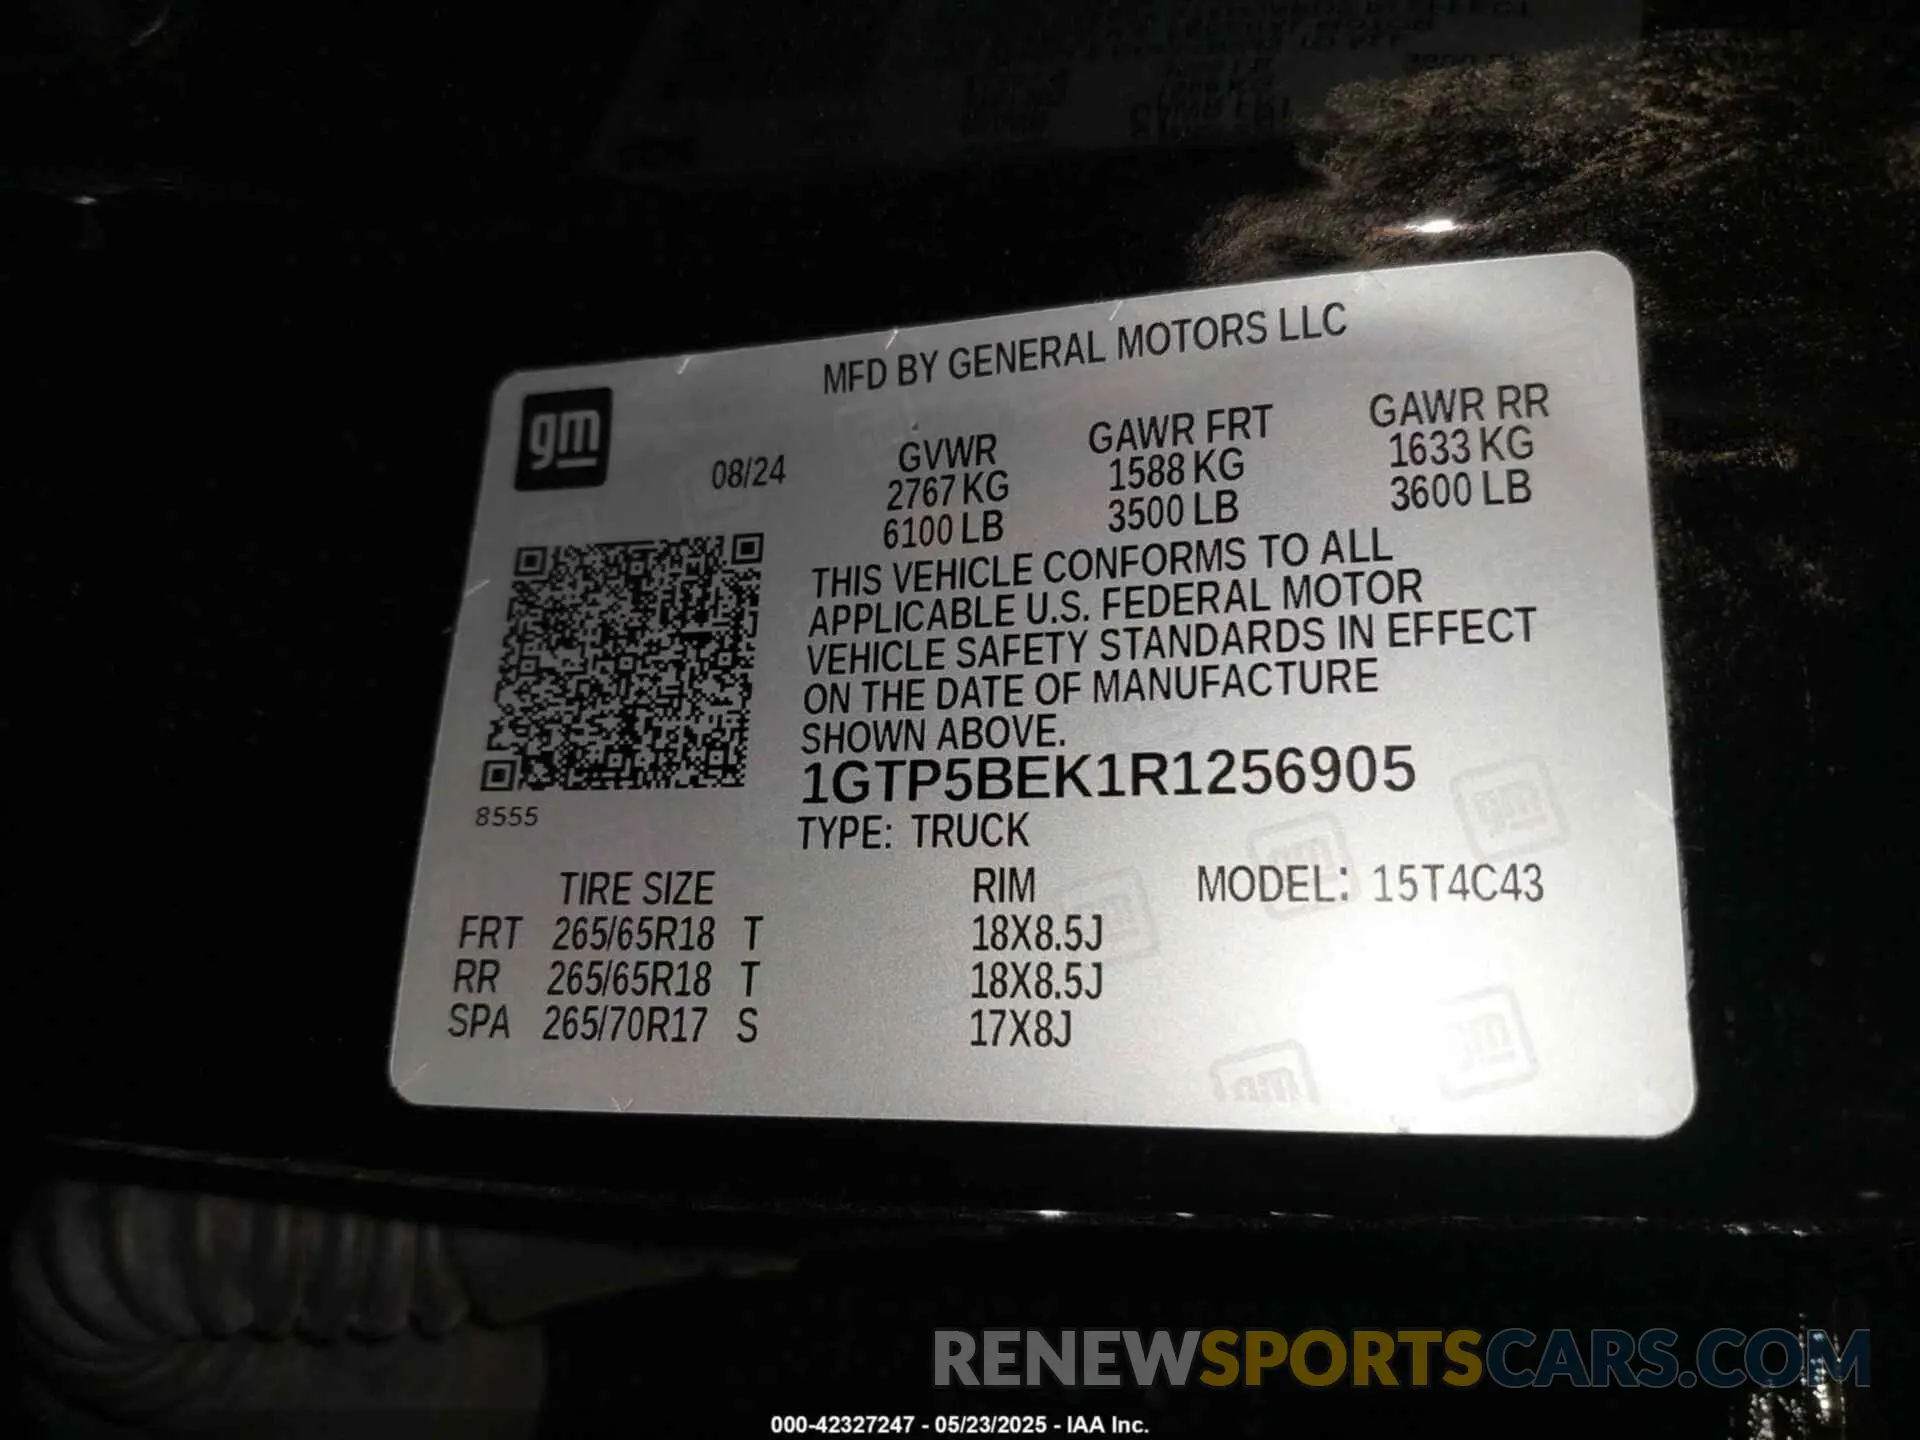 MFD BY GENERAL MOTORS LLC
gm
08/24
GVWR GAWR FRT GAWR RR
2767 KG 1588 KG 1633 KG
6100 LB 3500 LB 3600 LB
THIS VEHICLE CONFORMS TO ALL
APPLICABLE U.S. FEDERAL MOTOR
VEHICLE SAFETY STANDARDS IN EFFECT
ON THE DATE OF MANUFACTURE
SHOWN ABOVE.
1GTP5BEK1R1256905
8555
TYPE: TRUCK
TIRE SIZE RIM MODEL: 15T4C43
FRT 265/65R18 T 18X8.5J
RR 265/65R18 T 18X8.5J
SPA 265/70R17 S 17X8J
RENEWSPORTSCARS.COM
000-42327247 - 05/23/2025 - IAA Inc.